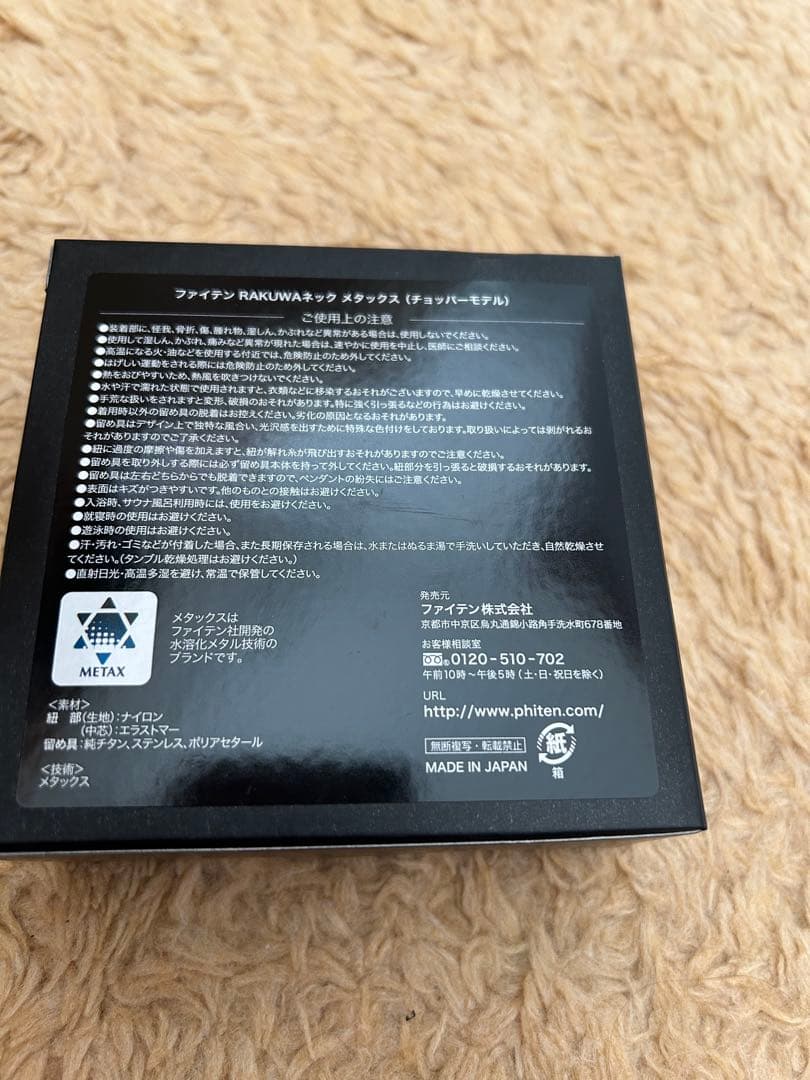 ファイテン RAKUWAネック メタックス (チョッパーモデル)
ご使用上の注意
●装着部に、怪我、骨折、傷、腫れ物、湿しん、かぶれなど異常がある場合は、使用しないでください。
●使用して湿しん、かぶれ、痛みなど異常が現れた場合は、速やかに使用を中止し、医師にご相談ください。
●高温になる火・油などを使用する付近では、危険防止のため外してください。
●はげしい運動をされる際には危険防止のため外してください。
●熱をおびやすいため、熱風を吹きつけないでください。
●水や汗で濡れた状態で使用されますと、衣類などに移染するおそれがございますので、早めに乾燥させてください。
●手荒な扱いをされますと変形、破損のおそれがあります。特に強く引っ張るなどの行為はお避けください。
●着用時以外の留め具の脱着はお控えください。劣化の原因となるおそれがあります。
●留め具はデザイン上で独特な風合い、光沢感を出すために特殊な色付けをしております。取り扱いによっては剥がれるお
それがありますのでご了承ください。
●紐に過度の摩擦や傷を加えますと、紐が解れ糸が飛び出すおそれがありますのでご注意ください。
●留め具を取り外しする際には必ず留め具本体を持って外してください。紐部分を引っ張ると破損するおそれがあります。
●留め具は左右どちらからでも脱着できますので、ペンダントの紛失にはご注意ください。
●表面はキズがつきやすいです。他のものとの接触はお避けください。
●入浴時、サウナ風呂利用時には、使用をお避けください。
●就寝時の使用はお避けください。
●遊泳時の使用はお避けください。
●汗・汚れ・ゴミなどが付着した場合、また長期保存される場合は、水またはぬるま湯で手洗いしていただき、自然乾燥させ
てください。(タンブル乾燥処理はお避けください。)
●直射日光・高温多湿を避け、常温で保管してください。
METAX
メタックスは
ファイテン社開発の
水溶化メタル技術の
ブランドです。
<素材>
紐 部(生地):ナイロン
(中芯):エラストマー
留め具:純チタン、ステンレス、ポリアセタール
<技術>
メタックス
発売元
ファイテン株式会社
京都市中京区烏丸通錦小路角手洗水町678番地
お客様相談室
0120-510-702
午前10時~午後5時(土・日・祝日を除く)
URL
http://www.phiten.com/
無断複写・転載禁止
MADE IN JAPAN
紙
箱